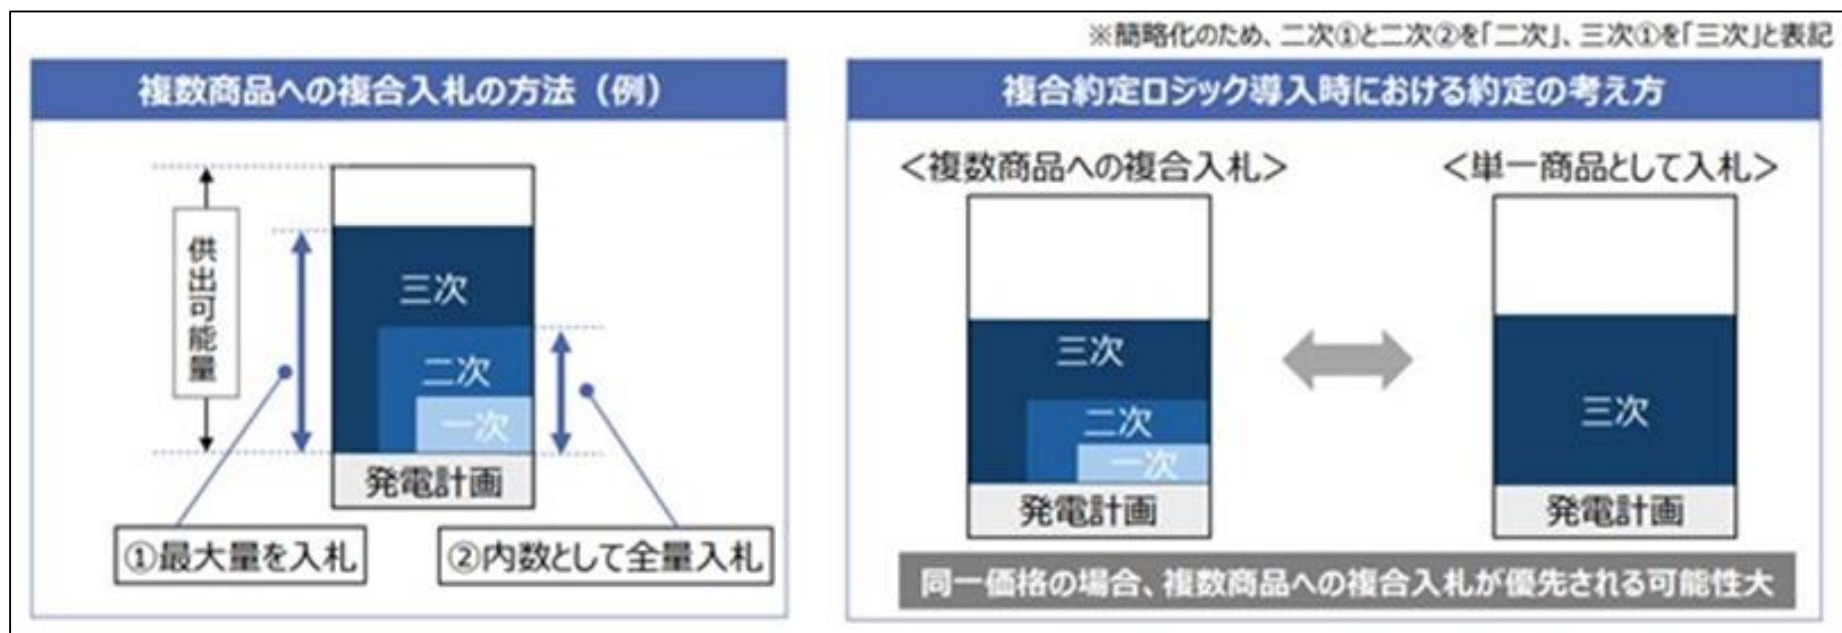 ※簡略化のため、二次①と二次②を「二次」、三次①を「三次」と表記
複数商品への複合入札の方法（例）
供出可能量
三次
二次
一次
発電計画
①最大量を入札
②内数として全量入札
複合約定ロジック導入時における約定の考え方
＜複数商品への複合入札＞
三次
二次
一次
発電計画
＜単一商品として入札＞
三次
発電計画
同一価格の場合、複数商品への複合入札が優先される可能性大